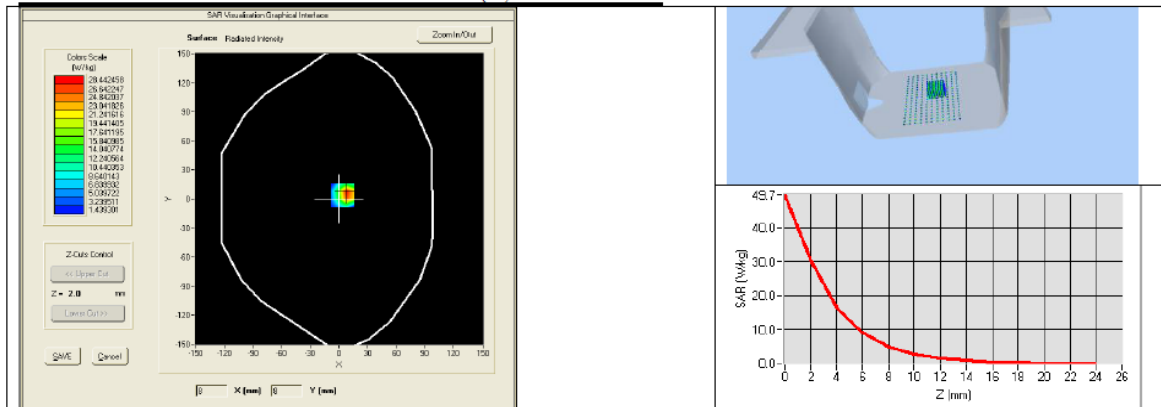 SAR Visualisation Graphical Interface
Surface Radiated Intensity
Zoom In/Out
Colors Scale
(W/kg)
28.442458
26.642247
24.842037
23.041826
21.241616
19.441405
17.641195
15.840985
14.040774
12.240564
10.440353
8.640143
6.839932
5.039722
3.239511
1.439301
Z-Cuts Control
<< Upper Cut
Z = 2.0 mm
Lower Cut >>
SAVE Cancel
150
120
90
60
30
0
-30
-60
-90
-120
-150
Y
-150 -120 -90 -60 -30 0 30 60 90 120 150
X
8 X (mm) 8 Y (mm)
49.7
40.0
30.0
20.0
10.0
0.0
SAR (W/kg)
0 2 4 6 8 10 12 14 16 18 20 22 24 26
Z (mm)